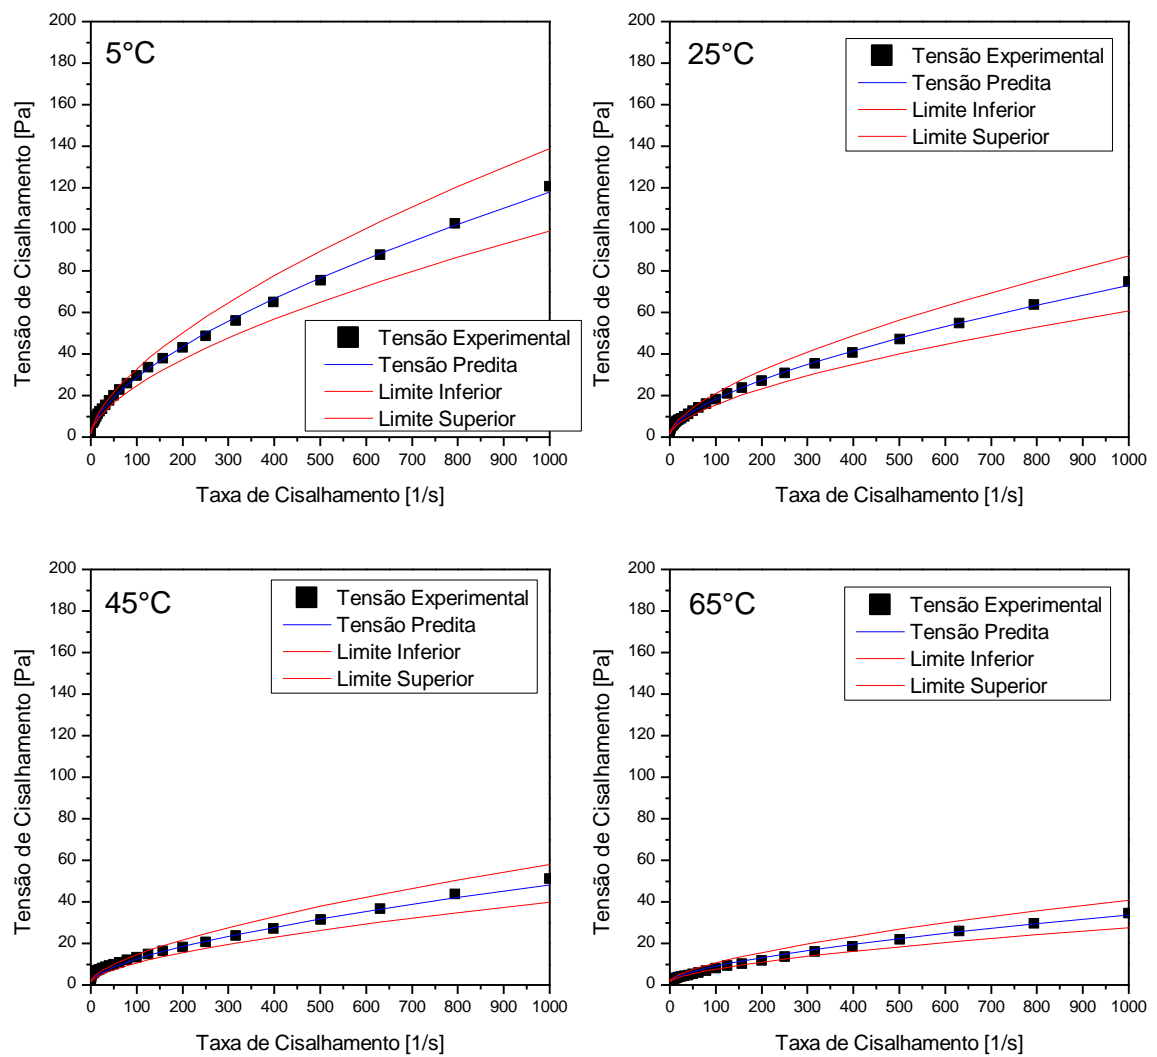 5°C
Tensão de Cisalhamento [Pa]
200
180
160
140
120
100
80
60
40
20
0
Tensão Experimental
Tensão Predita
Limite Inferior
Limite Superior
0 100 200 300 400 500 600 700 800 900 1000
Taxa de Cisalhamento [1/s]
25°C
Tensão de Cisalhamento [Pa]
200
180
160
140
120
100
80
60
40
20
0
Tensão Experimental
Tensão Predita
Limite Inferior
Limite Superior
0 100 200 300 400 500 600 700 800 900 1000
Taxa de Cisalhamento [1/s]
45°C
Tensão de Cisalhamento [Pa]
200
180
160
140
120
100
80
60
40
20
0
Tensão Experimental
Tensão Predita
Limite Inferior
Limite Superior
0 100 200 300 400 500 600 700 800 900 1000
Taxa de Cisalhamento [1/s]
65°C
Tensão de Cisalhamento [Pa]
200
180
160
140
120
100
80
60
40
20
0
Tensão Experimental
Tensão Predita
Limite Inferior
Limite Superior
0 100 200 300 400 500 600 700 800 900 1000
Taxa de Cisalhamento [1/s]